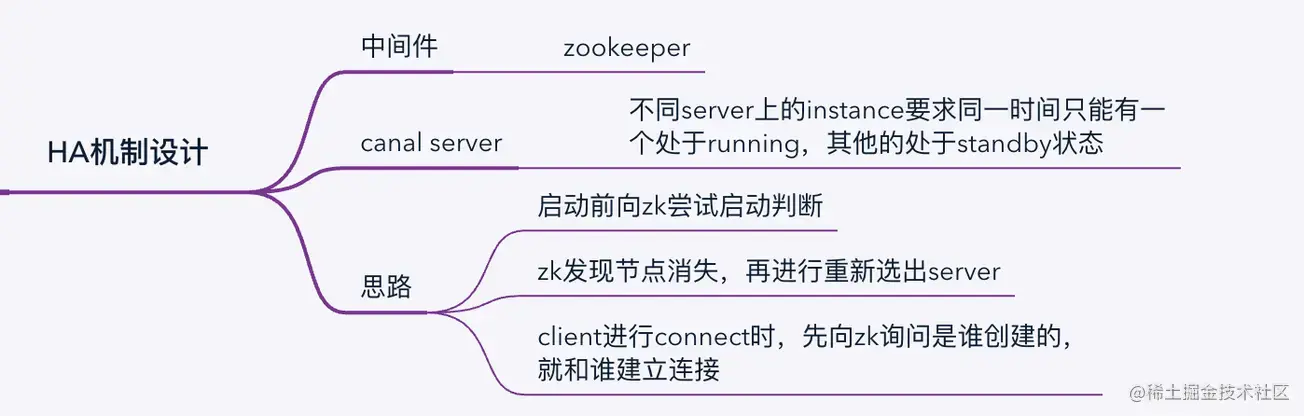 HA机制设计
中间件
zookeeper
canal server
不同server上的instance要求同一时间只能有一
个处于running，其他的处于standby状态
思路
启动前向zk尝试启动判断
zk发现节点消失，再进行重新选出server
client进行connect时，先向zk询问是谁创建的，
就和谁建立连接
@稀土掘金技术社区